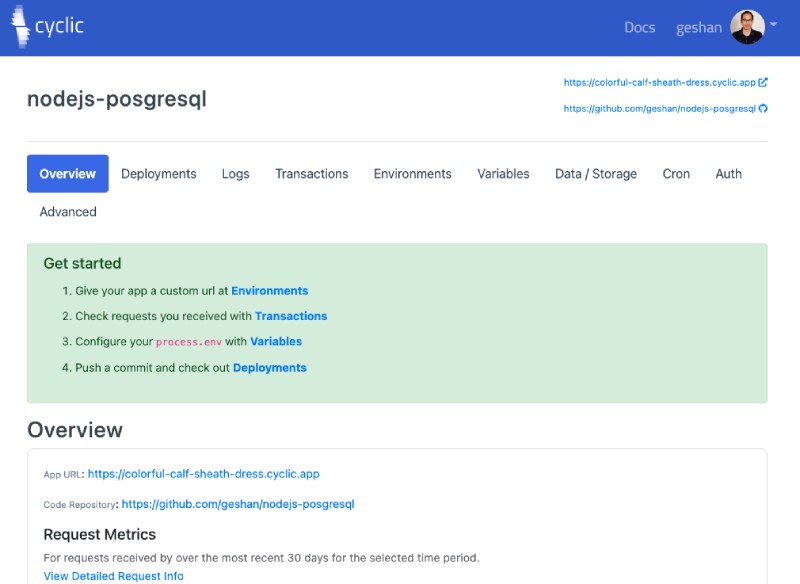 cyclic
Docs geshan
nodejs-posgresql
https://colorful-calf-sheath-dress.cyclic.app
https://github.com/geshan/nodejs-posgresql
Overview Deployments Logs Transactions Environments Variables Data / Storage Cron Auth
Advanced
Get started
1. Give your app a custom url at Environments
2. Check requests you received with Transactions
3. Configure your process.env with Variables
4. Push a commit and check out Deployments
Overview
App URL: https://colorful-calf-sheath-dress.cyclic.app
Code Repository: https://github.com/geshan/nodejs-posgresql
Request Metrics
For requests received by over the most recent 30 days for the selected time period.
View Detailed Request Info